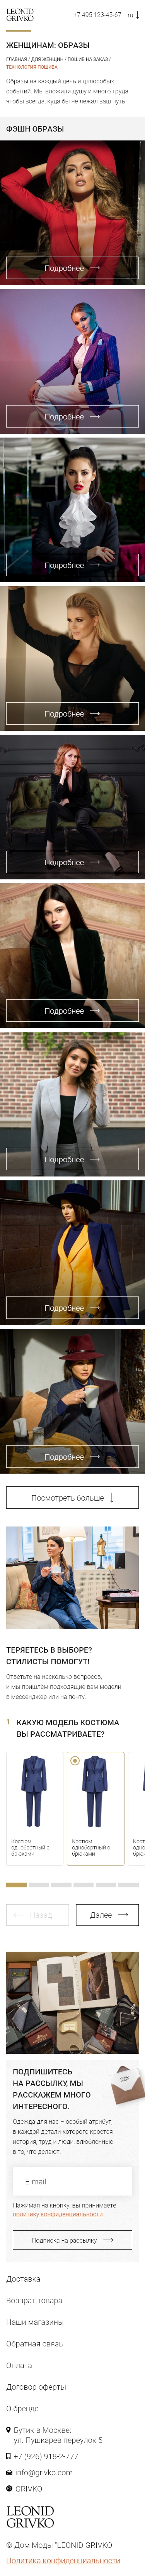 LEONID
GRIVKO
+7 495 123-45-67 ru
ЖЕНЩИНАМ: ОБРАЗЫ
ГЛАВНАЯ / ДЛЯ ЖЕНЩИН / ПОШИВ НА ЗАКАЗ /
ТЕХНОЛОГИЯ ПОШИВА
Образы на каждый день и дляособых
событий. Мы вложили душу и много труда,
чтобы всегда, куда бы не лежал ваш путь
ФЭШН ОБРАЗЫ
Подробнее
Подробнее
Подробнее
Подробнее
Подробнее
Подробнее
Подробнее
Подробнее
Подробнее
Посмотреть больше
ТЕРЯЕТЕСЬ В ВЫБОРЕ?
СТИЛИСТЫ ПОМОГУТ!
Ответьте на несколько вопросов,
и мы пришлём подходящие вам модели
в мессенджер или на почту.
1 КАКУЮ МОДЕЛЬ КОСТЮМА
ВЫ РАССМАТРИВАЕТЕ?
Костюм
однобортный с
брюками
Костюм
однобортный с
брюками
Назад
Далее
ПОДПИШИТЕСЬ
НА РАССЫЛКУ, МЫ
РАССКАЖЕМ МНОГО
ИНТЕРЕСНОГО.
Одежда для нас – особый атрибут,
в каждой детали которого кроется
история, труд и люди, влюбленные
в то, что делают.
E-mail
Нажимая на кнопку, вы принимаете
политику конфиденциальности
Подписка на рассылку
Доставка
Возврат товара
Наши магазины
Обратная связь
Оплата
Договор оферты
О бренде
Бутик в Москве:
ул. Пушкарев переулок 5
+7 (926) 918-2-777
info@grivko.com
GRIVKO
LEONID
GRIVKO
© Дом Моды "LEONID GRIVKO"
Политика конфиденциальности